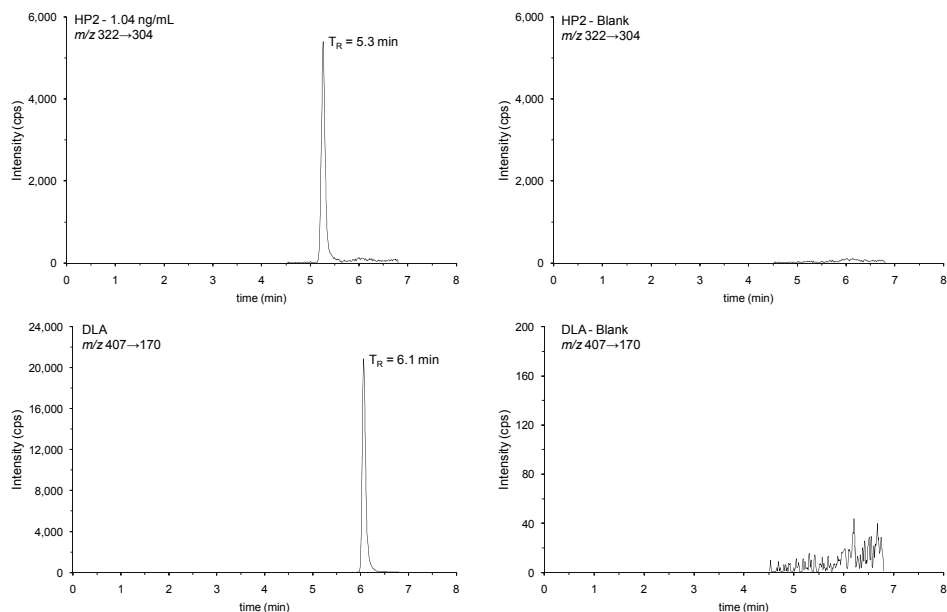 HP2 - 1.04 ng/mL
m/z 322→304
T_R = 5.3 min
Intensity (cps)
6,000
4,000
2,000
0
0 1 2 3 4 5 6 7 8
time (min)
HP2 - Blank
m/z 322→304
Intensity (cps)
6,000
4,000
2,000
0
0 1 2 3 4 5 6 7 8
time (min)
DLA
m/z 407→170
T_R = 6.1 min
Intensity (cps)
24,000
20,000
16,000
12,000
8,000
4,000
0
0 1 2 3 4 5 6 7 8
time (min)
DLA - Blank
m/z 407→170
Intensity (cps)
200
160
120
80
40
0
0 1 2 3 4 5 6 7 8
time (min)